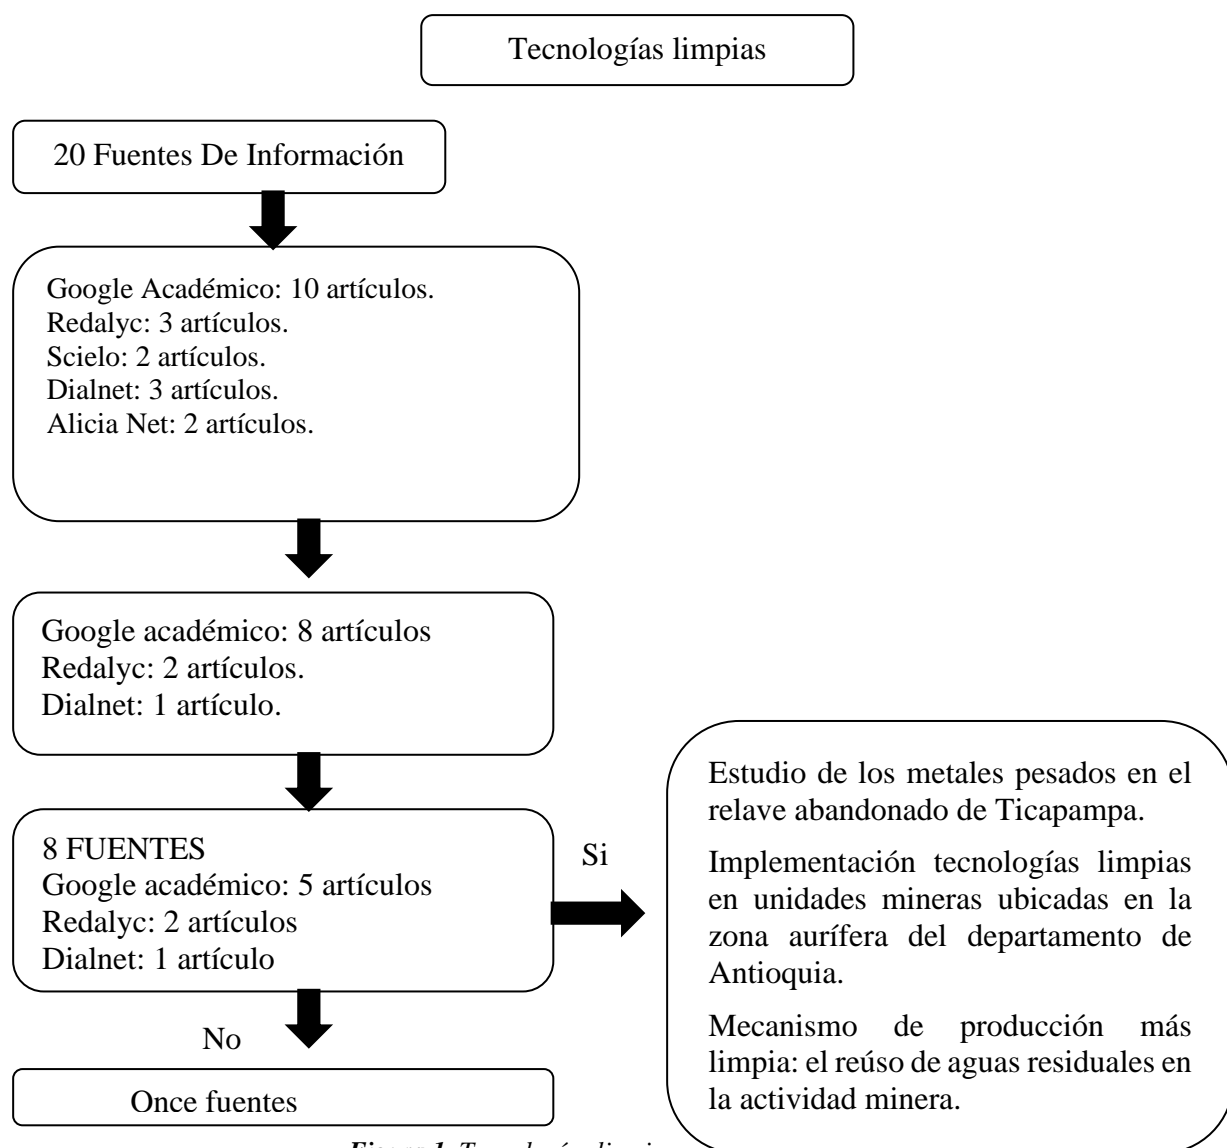 Tecnologías limpias
20 Fuentes De Información
Google Académico: 10 artículos.
Redalyc: 3 artículos.
Scielo: 2 artículos.
Dialnet: 3 artículos.
Alicia Net: 2 artículos.
Google académico: 8 artículos
Redalyc: 2 artículos.
Dialnet: 1 artículo.
8 FUENTES
Google académico: 5 artículos
Redalyc: 2 artículos
Dialnet: 1 artículo
Si
Estudio de los metales pesados en el
relave abandonado de Ticapampa.
Implementación tecnologías limpias
en unidades mineras ubicadas en la
zona aurífera del departamento de
Antioquia.
Mecanismo de producción más
limpia: el reúso de aguas residuales en
la actividad minera.
No
Once fuentes